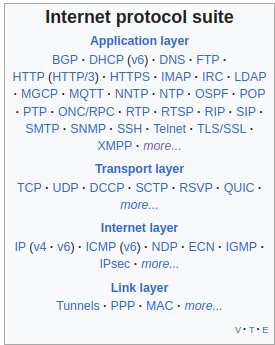 Internet protocol suite
Application layer
BGP · DHCP (v6) · DNS · FTP ·
HTTP (HTTP/3) · HTTPS · IMAP · IRC · LDAP
· MGCP · MQTT · NNTP · NTP · OSPF · POP
· PTP · ONC/RPC · RTP · RTSP · RIP · SIP ·
SMTP · SNMP · SSH · Telnet · TLS/SSL ·
XMPP · more...
Transport layer
TCP · UDP · DCCP · SCTP · RSVP · QUIC ·
more...
Internet layer
IP (v4 · v6) · ICMP (v6) · NDP · ECN · IGMP ·
IPsec · more...
Link layer
Tunnels · PPP · MAC · more...
V · T · E